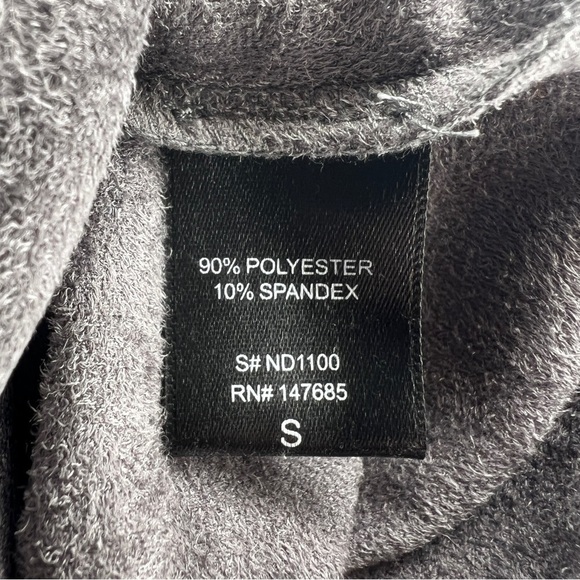 90% POLYESTER
10% SPANDEX
S# ND1100
RN# 147685
S